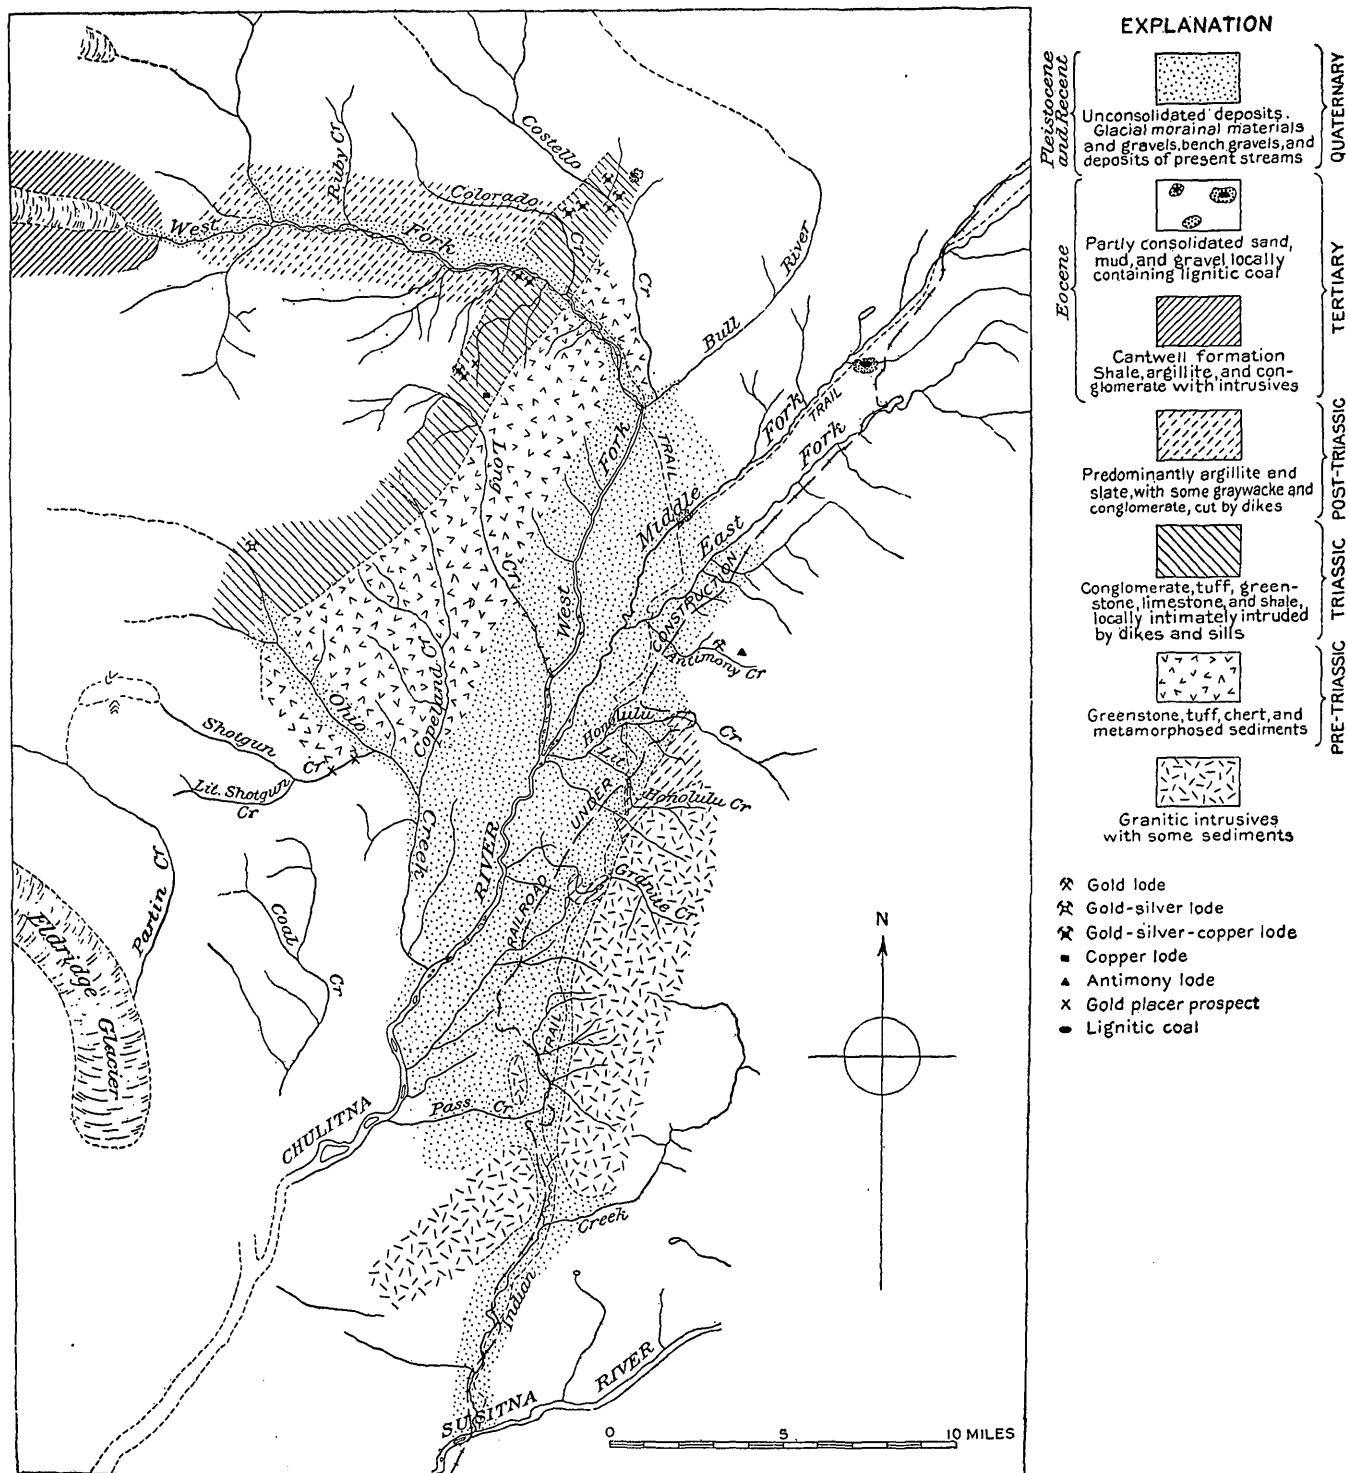 EXPLANATION
Pleistocene
and Recent
QUATERNARY
Unconsolidated deposits.
Glacial morainal materials
and gravels, bench gravels, and
deposits of present streams
Eocene
TERTIARY
Partly consolidated sand,
mud, and gravel locally
containing lignitic coal
Cantwell formation
Shale, argillite, and con-
glomerate with intrusives
POST-TRIASSIC
Predominantly argillite and
slate, with some graywacke and
conglomerate, cut by dikes
TRIASSIC
Conglomerate, tuff, green-
stone, limestone, and shale,
locally intimately intruded
by dikes and sills
PRE-TRIASSIC
Greenstone, tuff, chert, and
metamorphosed sediments
Granitic intrusives
with some sediments
Gold lode
Gold-silver lode
Gold-silver-copper lode
Copper lode
Antimony lode
Gold placer prospect
Lignitic coal
N
Ruby Cr
Costello
Cr
Colorado
Cr
West
Fork
Bull
River
Fork
TRAIL
Fork
Long
Cr
Fork
TRAIL
Middle
East
West
CONSTRUCTION
Antimony Cr
Copeland Cr
Ohio
Creek
Shotgun
Cr
Lit. Shotgun
Cr
Honolulu
Cr
Lit.
Honolulu Cr
UNDER
RIVER
RAILROAD
Granite Cr
Partin Cr
Coal
Cr
Eldridge
Glacier
TRAIL
Pass Cr
CHULITNA
Creek
Indian
SUSITNA
RIVER
0 5 10 MILES